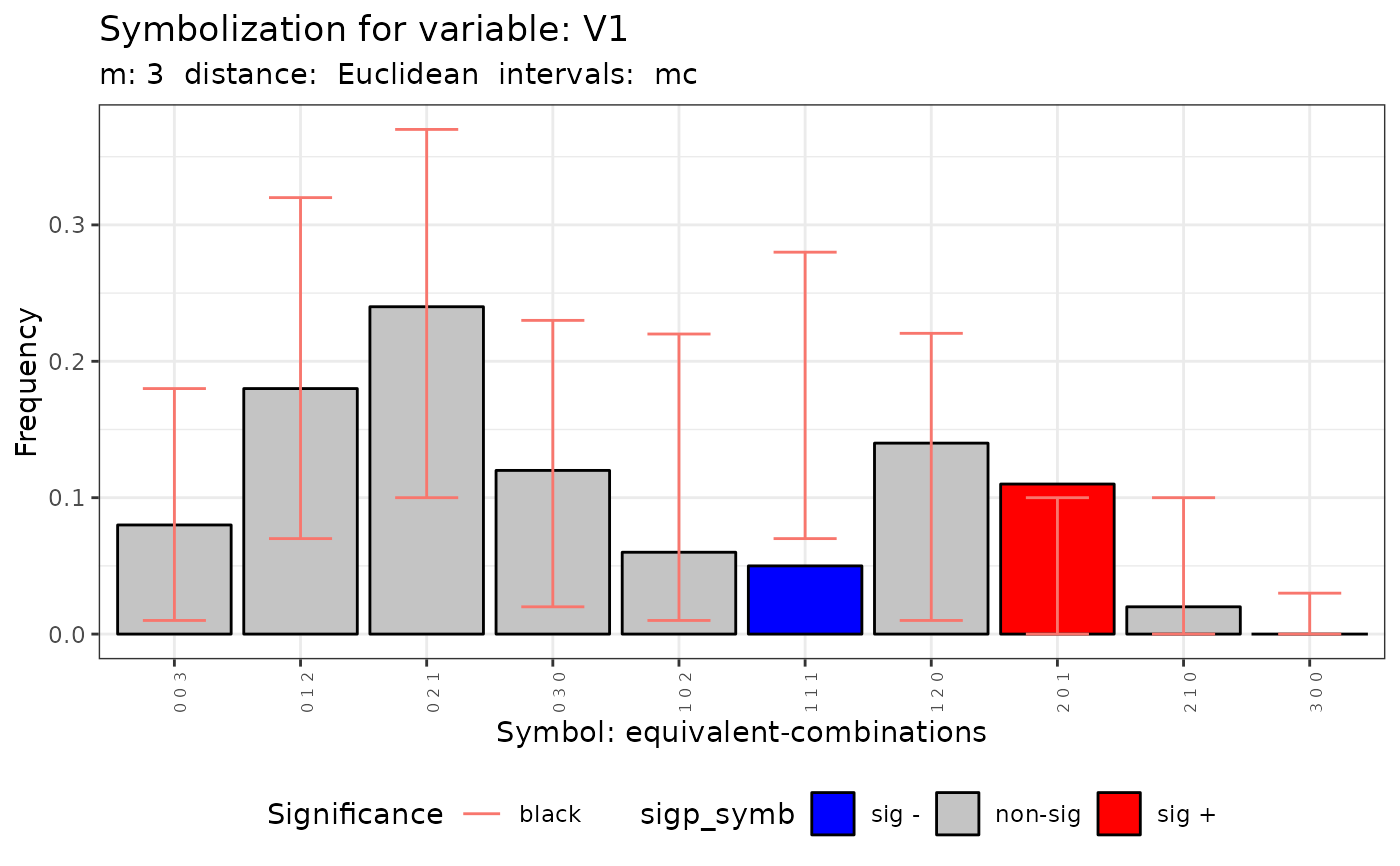 Symbolization for variable: V1
m: 3 distance: Euclidean intervals: mc
Frequency
0.3
0.2
0.1
0.0
0 0 3
0 1 2
0 2 1
0 3 0
1 0 2
1 1 1
1 2 0
2 0 1
2 1 0
3 0 0
Symbol: equivalent-combinations
Significance black sigp_symb sig - non-sig sig +